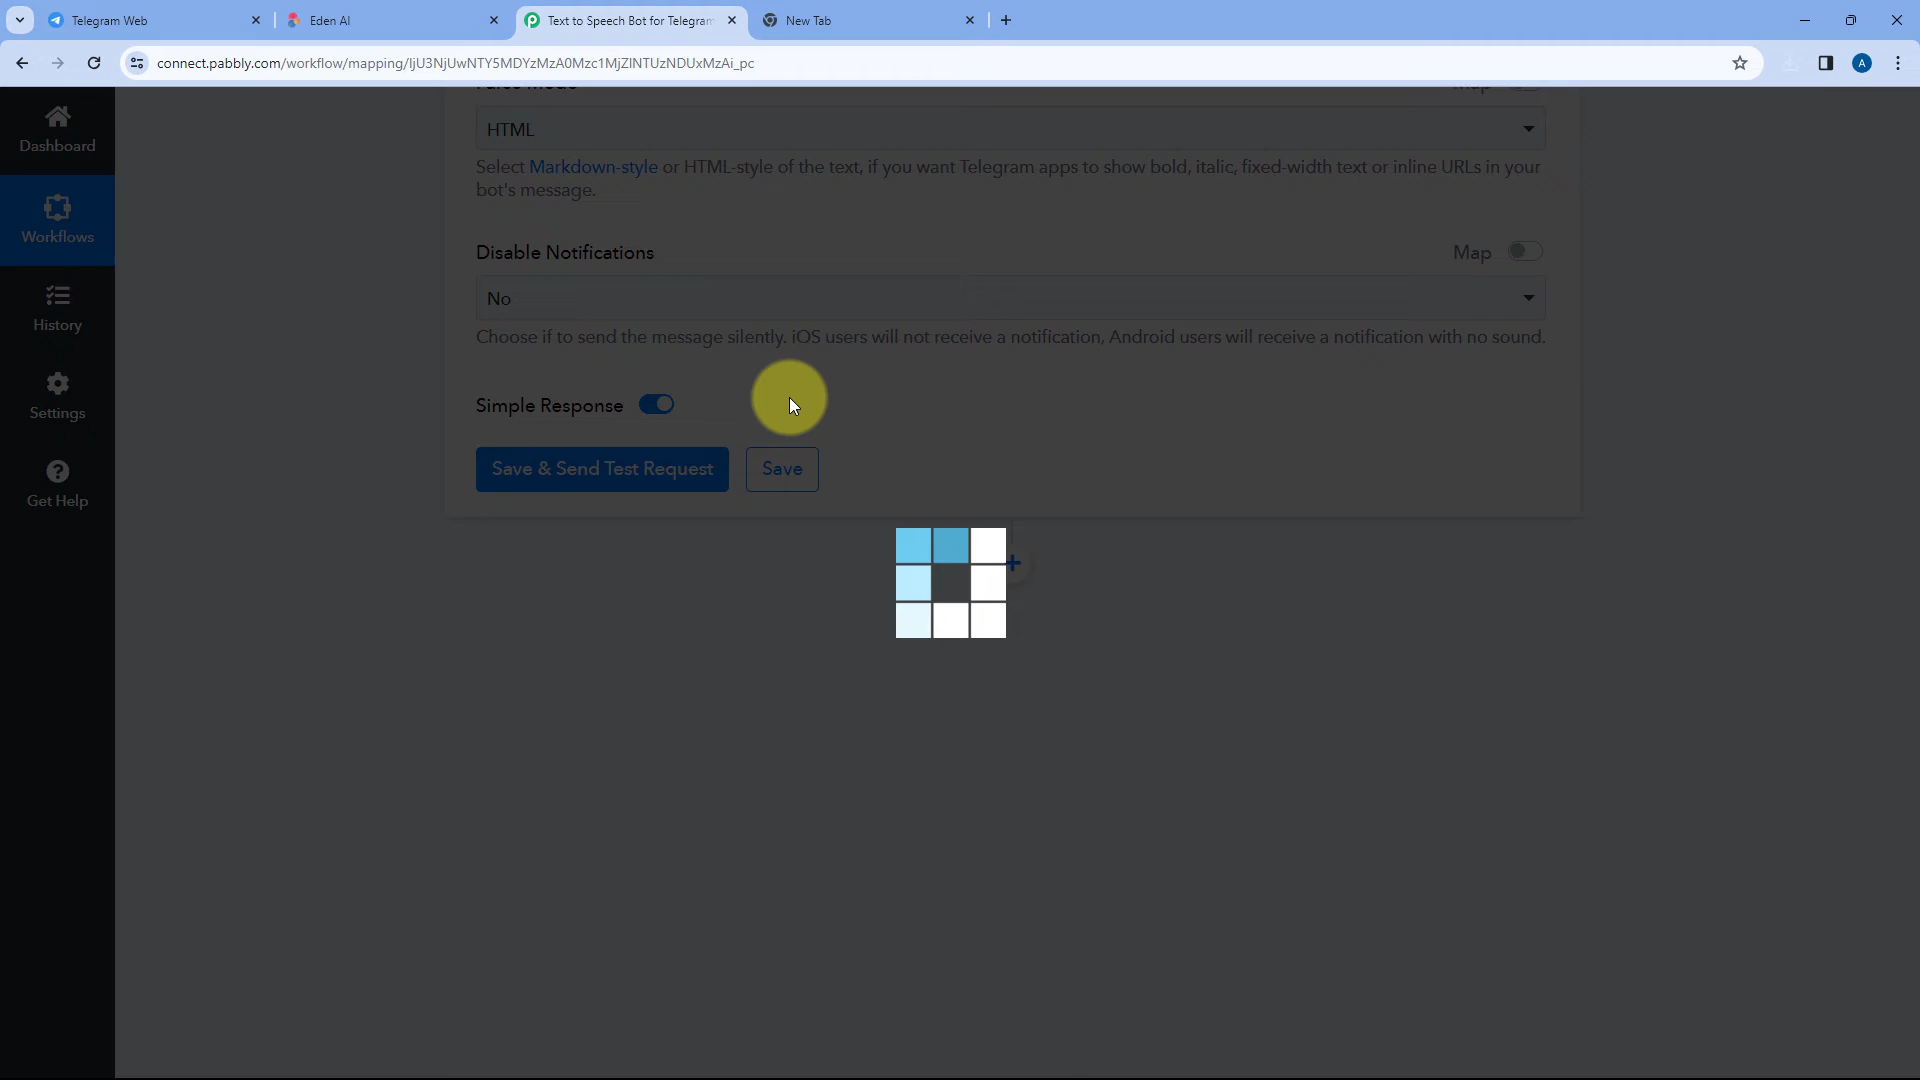 Telegram Web
Eden AI
Text to Speech Bot for Telegram
New Tab
connect.pabbly.com/workflow/mapping/IjU3NjUwNTY5MDYzMzA0Mzc1MjZlNTUzNDUxMzAi_pc
A
Dashboard
HTML
Select Markdown-style or HTML-style of the text, if you want Telegram apps to show bold, italic, fixed-width text or inline URLs in your
bot's message.
Workflows
Disable Notifications
Map
No
History
Choose if to send the message silently. iOS users will not receive a notification, Android users will receive a notification with no sound.
Settings
Simple Response
Save & Send Test Request
Save
Get Help